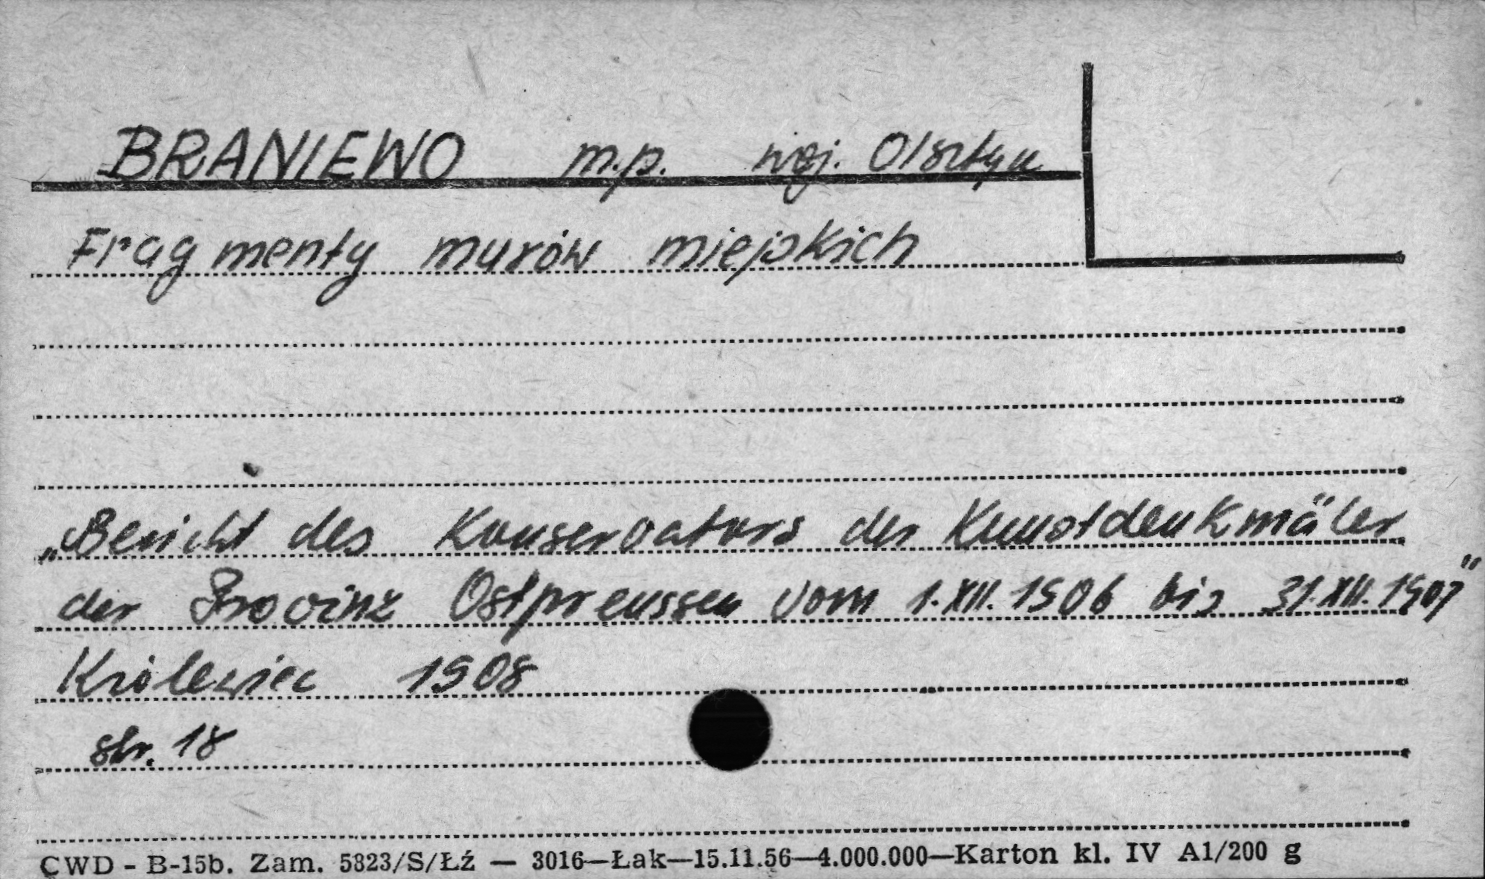 BRANIEWO m.p. woj. Olsztyn
Fragmenty murów miejskich
„Bericht des Konservators der Kunstdenkmäler
der Provinz Ostpreussen vom 1.XII.1906 bis 31.XII.1907”
Królewiec 1908
str. 18
CWD - B-15b. Zam. 5823/S/Łź — 3016—Łak—15.11.56—4.000.000—Karton kl. IV A1/200 g